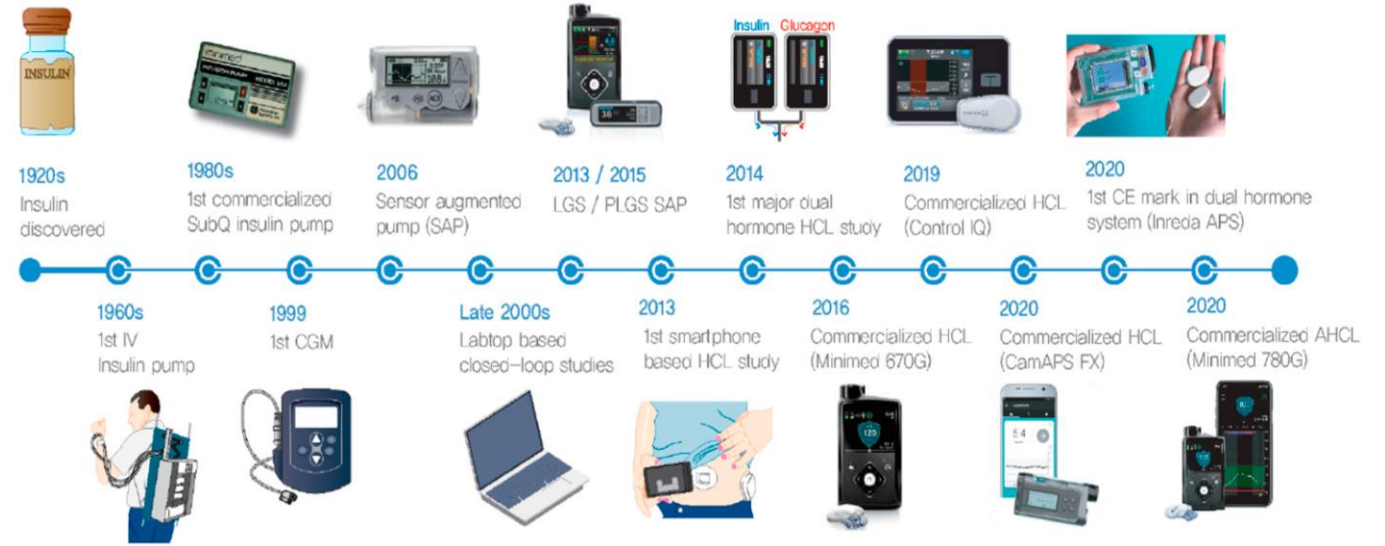 INSULIN
minimed
Insulin Glucagon
1920s
Insulin
discovered
1980s
1st commercialized
SubQ insulin pump
2006
Sensor augmented
pump (SAP)
2013 / 2015
LGS / PLGS SAP
2014
1st major dual
hormone HCL study
2019
Commercialized HCL
(Control IQ)
2020
1st CE mark in dual hormone
system (Inreda APS)
1960s
1st IV
Insulin pump
1999
1st CGM
Late 2000s
Labtop based
closed-loop studies
2013
1st smartphone
based HCL study
2016
Commercialized HCL
(Minimed 670G)
2020
Commercialized HCL
(CamAPS FX)
2020
Commercialized AHCL
(Minimed 780G)
120
5.4